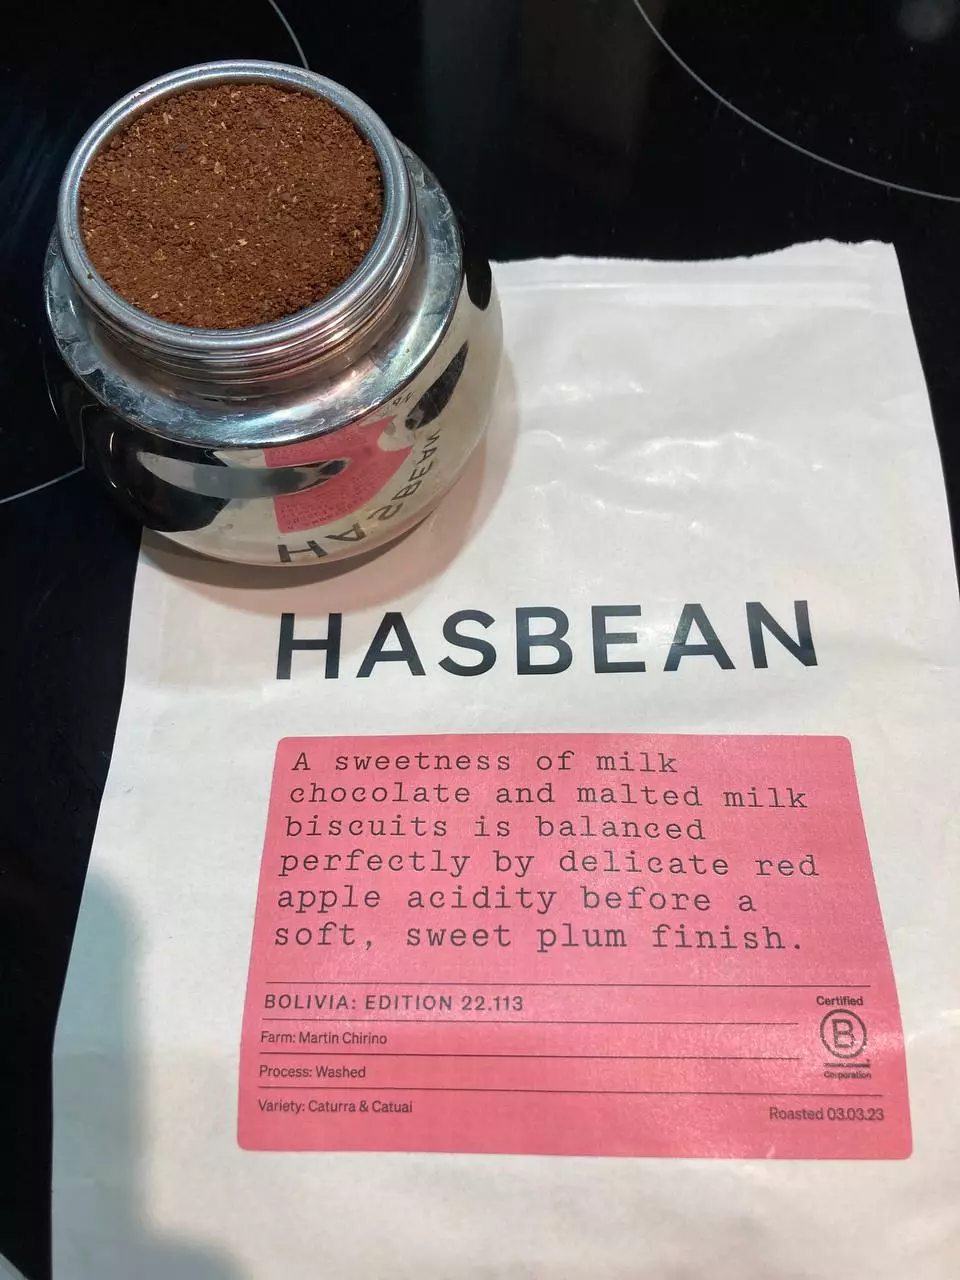 HASBEAN
A sweetness of milk
chocolate and malted milk
biscuits is balanced
perfectly by delicate red
apple acidity before a
soft, sweet plum finish.
BOLIVIA: EDITION 22.113
Farm: Martin Chirino
Process: Washed
Variety: Caturra & Catuai
Certified
B
Corporation
Roasted 03.03.23